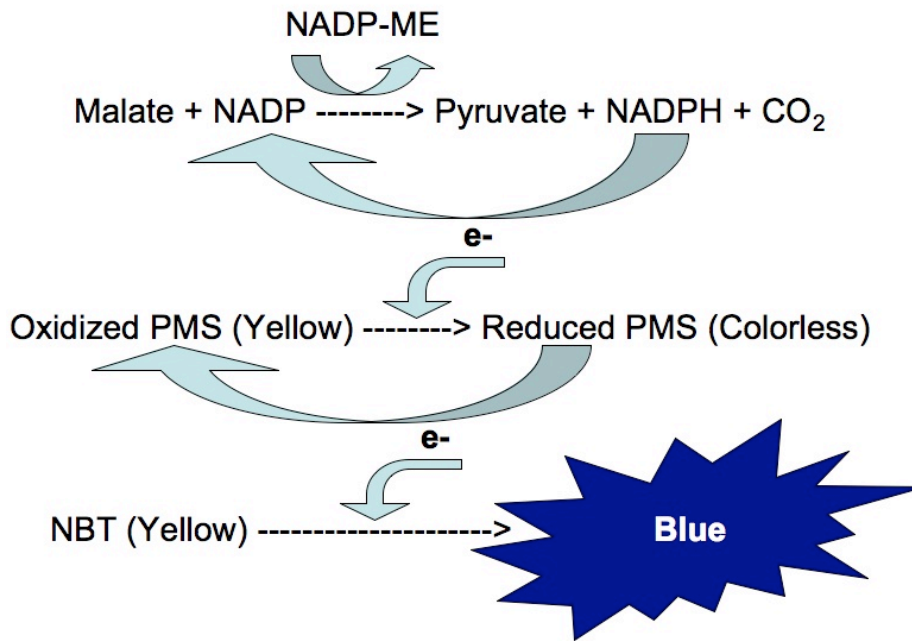 NADP-ME
Malate + NADP --------> Pyruvate + NADPH + CO₂
e-
Oxidized PMS (Yellow) --------> Reduced PMS (Colorless)
e-
NBT (Yellow) ---------------------> Blue